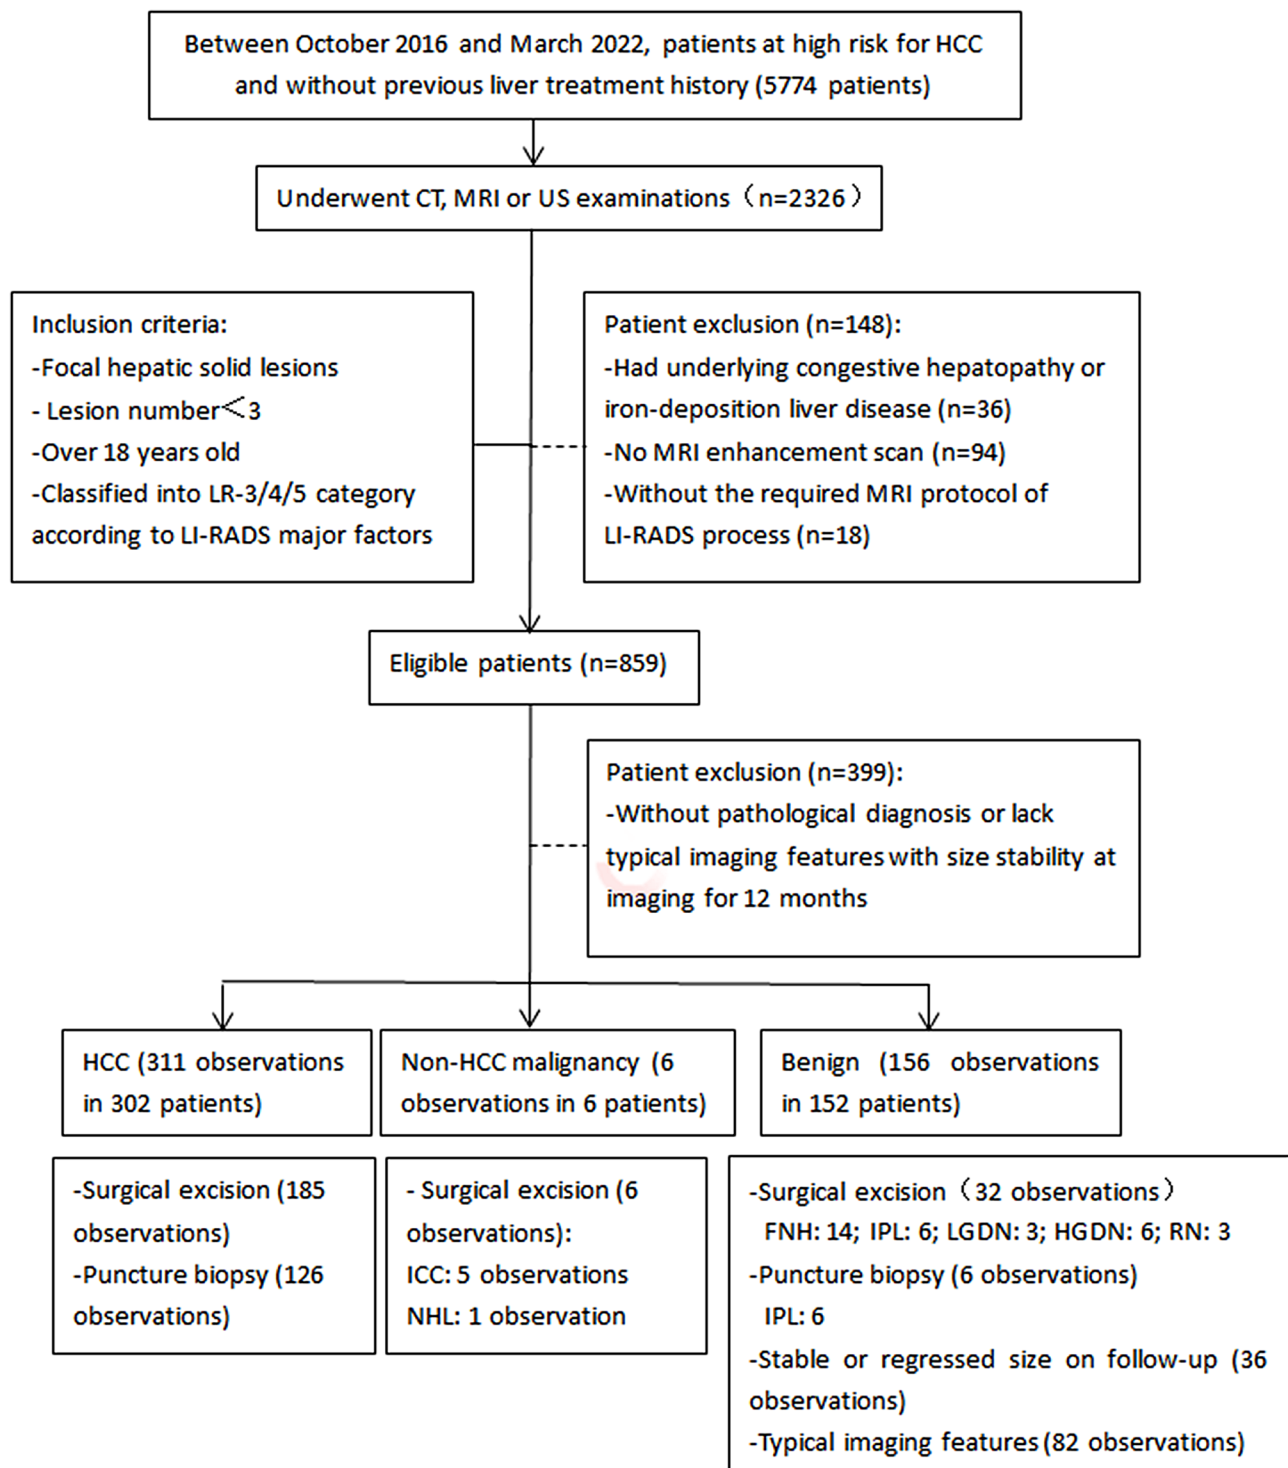 Between October 2016 and March 2022, patients at high risk for HCC
and without previous liver treatment history (5774 patients)
Underwent CT, MRI or US examinations（n=2326）
Inclusion criteria:
-Focal hepatic solid lesions
- Lesion number＜3
-Over 18 years old
-Classified into LR-3/4/5 category
according to LI-RADS major factors
Patient exclusion (n=148):
-Had underlying congestive hepatopathy or
iron-deposition liver disease (n=36)
-No MRI enhancement scan (n=94)
-Without the required MRI protocol of
LI-RADS process (n=18)
Eligible patients (n=859)
Patient exclusion (n=399):
-Without pathological diagnosis or lack
typical imaging features with size stability at
imaging for 12 months
HCC (311 observations
in 302 patients)
Non-HCC malignancy (6
observations in 6 patients)
Benign (156 observations
in 152 patients)
-Surgical excision (185
observations)
-Puncture biopsy (126
observations)
- Surgical excision (6
observations):
ICC: 5 observations
NHL: 1 observation
-Surgical excision（32 observations）
FNH: 14; IPL: 6; LGDN: 3; HGDN: 6; RN: 3
-Puncture biopsy (6 observations)
IPL: 6
-Stable or regressed size on follow-up (36
observations)
-Typical imaging features (82 observations)